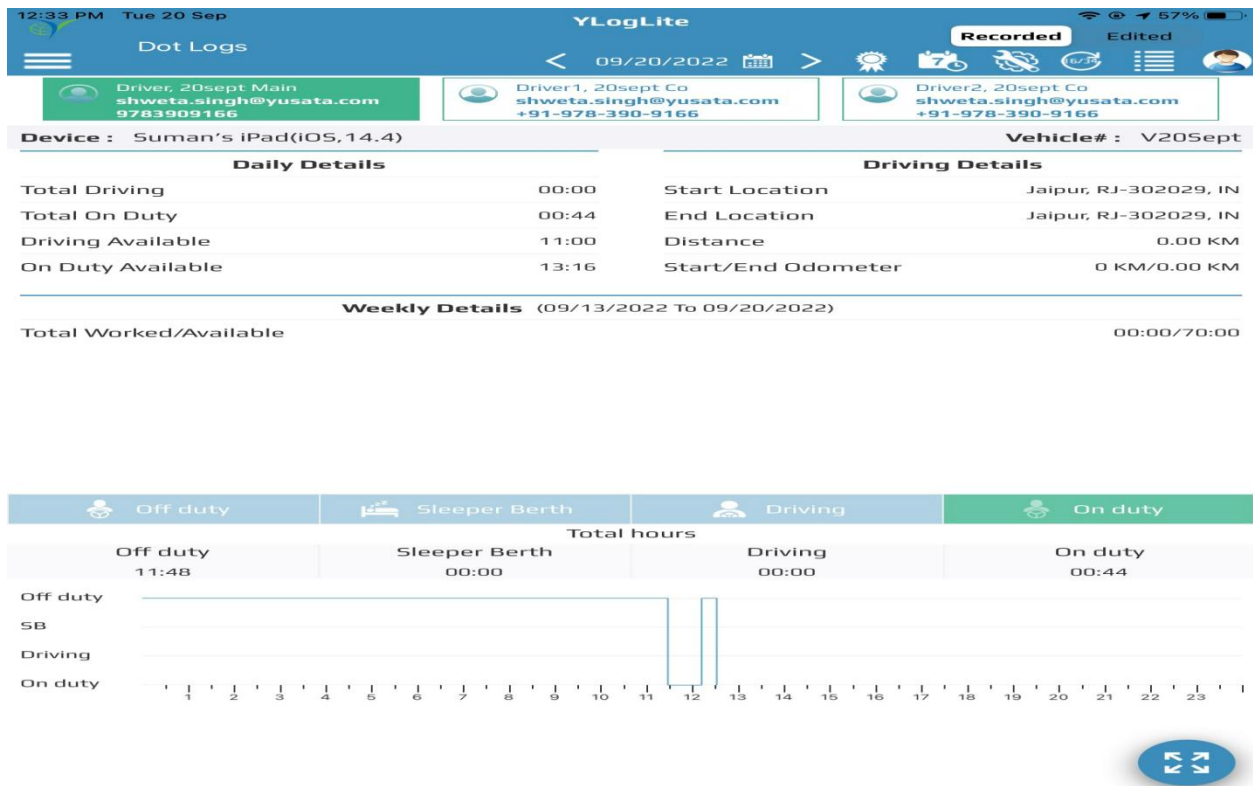 12:33 PM Tue 20 Sep
YLogLite
57%
Recorded Edited
Dot Logs
< 09/20/2022 >
7
16/34
Driver, 20sept Main
shweta.singh@yusata.com
9783909166
Driver1, 20sept Co
shweta.singh@yusata.com
+91-978-390-9166
Driver2, 20sept Co
shweta.singh@yusata.com
+91-978-390-9166
Device : Suman's iPad(iOS,14.4)
Vehicle# : V20Sept
Daily Details
Total Driving 00:00
Total On Duty 00:44
Driving Available 11:00
On Duty Available 13:16
Driving Details
Start Location Jaipur, RJ-302029, IN
End Location Jaipur, RJ-302029, IN
Distance 0.00 KM
Start/End Odometer 0 KM/0.00 KM
Weekly Details (09/13/2022 To 09/20/2022)
Total Worked/Available 00:00/70:00
Off duty Sleeper Berth Driving On duty
Total hours
Off duty Sleeper Berth Driving On duty
11:48 00:00 00:00 00:44
Off duty
SB
Driving
On duty
1 2 3 4 5 6 7 8 9 10 11 12 13 14 15 16 17 18 19 20 21 22 23